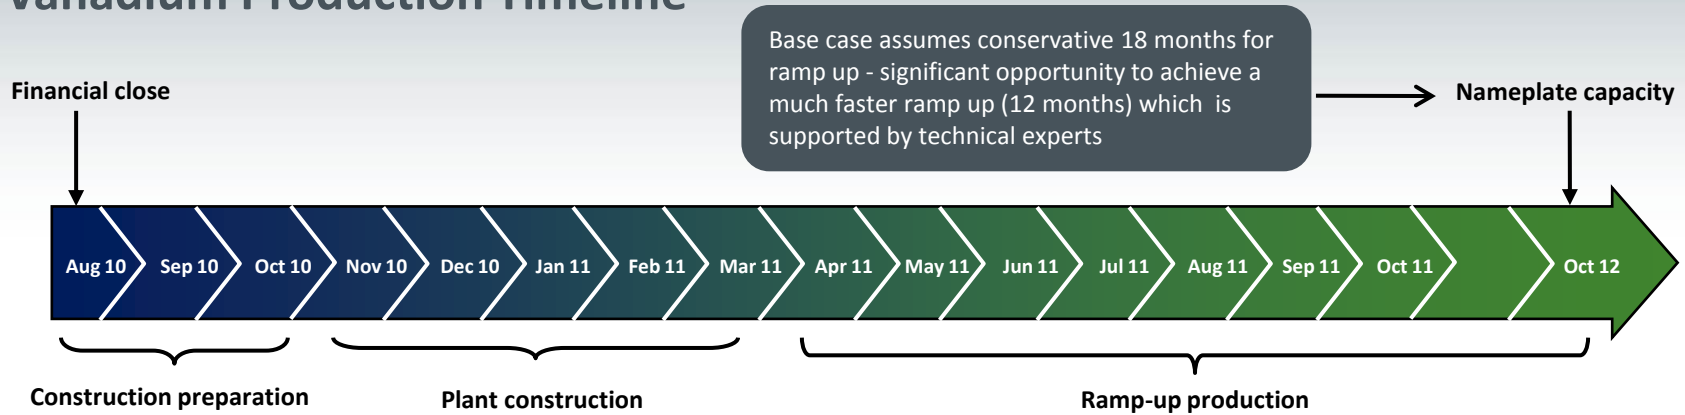 Vanadium Production Timeline
Base case assumes conservative 18 months for
ramp up - significant opportunity to achieve a
much faster ramp up (12 months) which is
supported by technical experts
Financial close
Nameplate capacity
Aug 10
Sep 10
Oct 10
Nov 10
Dec 10
Jan 11
Feb 11
Mar 11
Apr 11
May 11
Jun 11
Jul 11
Aug 11
Sep 11
Oct 11
Oct 12
Construction preparation
Plant construction
Ramp-up production